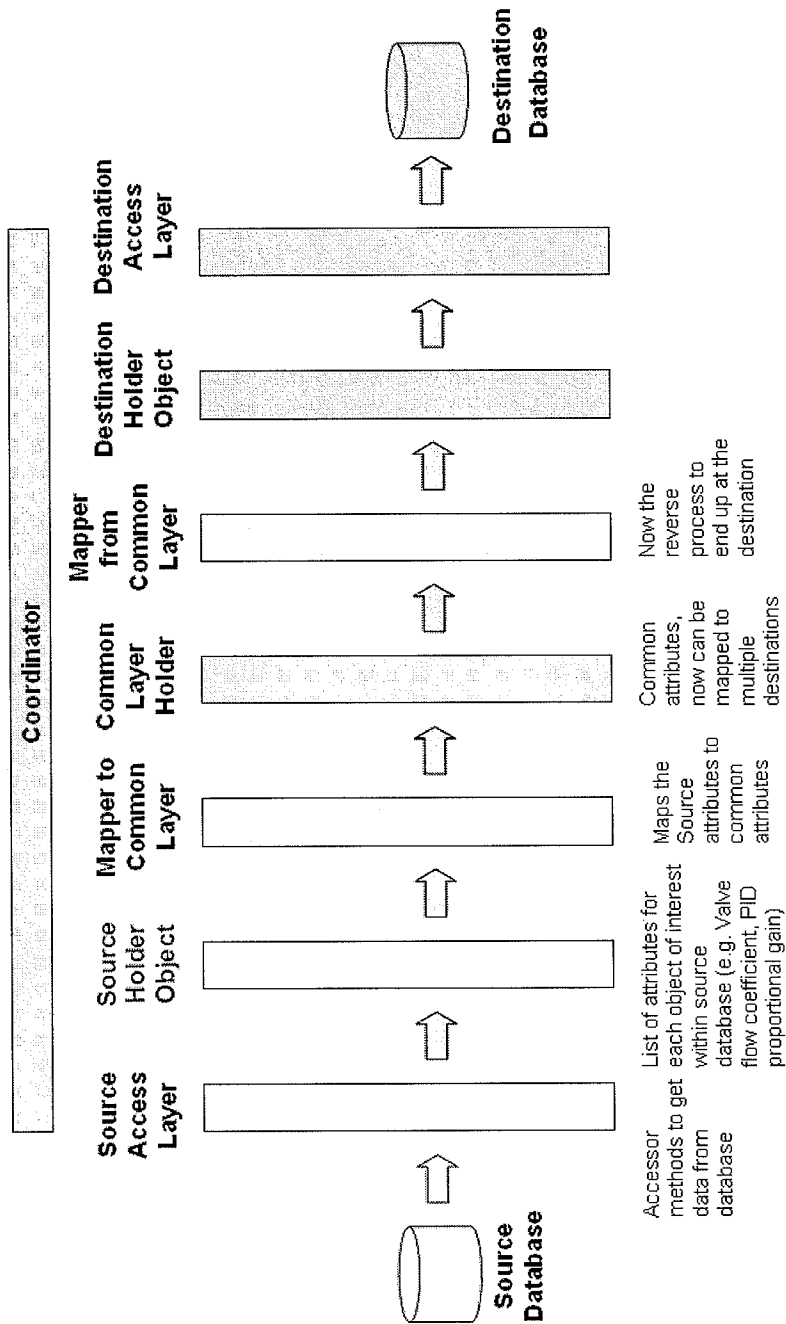 Coordinator
Source
Access
Layer
Source
Holder
Object
Mapper to
Common
Layer
Common
Layer
Holder
Mapper
from
Common
Layer
Destination
Holder
Object
Destination
Access
Layer
Source
Database
Destination
Database
Accessor
methods to get
data from
database
List of attributes for
each object of interest
within source
database (e.g. Valve
flow coefficient, PID
proportional gain)
Maps the
Source
attributes to
common
attributes
Common
attributes,
now can be
mapped to
multiple
destinations
Now the
reverse
process to
end up at the
destination